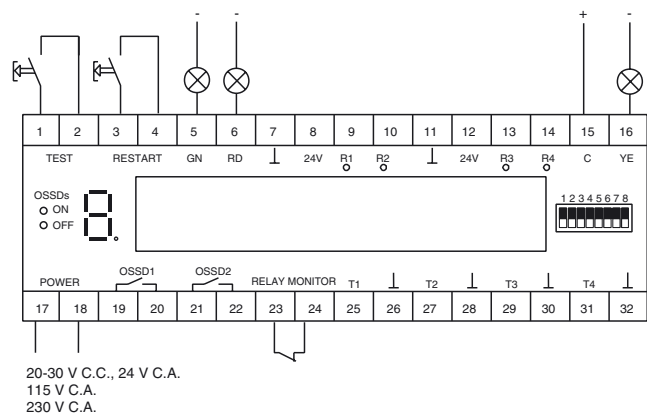 - - + -
1 2 3 4 5 6 7 8 9 10 11 12 13 14 15 16
TEST RESTART GN RD ⊥ 24V R1 R2 ⊥ 24V R3 R4 C YE
OSSDs
ON
OFF
8.
1 2 3 4 5 6 7 8
POWER OSSD1 OSSD2 RELAY MONITOR T1 ⊥ T2 ⊥ T3 ⊥ T4 ⊥
17 18 19 20 21 22 23 24 25 26 27 28 29 30 31 32
20-30 V C.C., 24 V C.A.
115 V C.A.
230 V C.A.